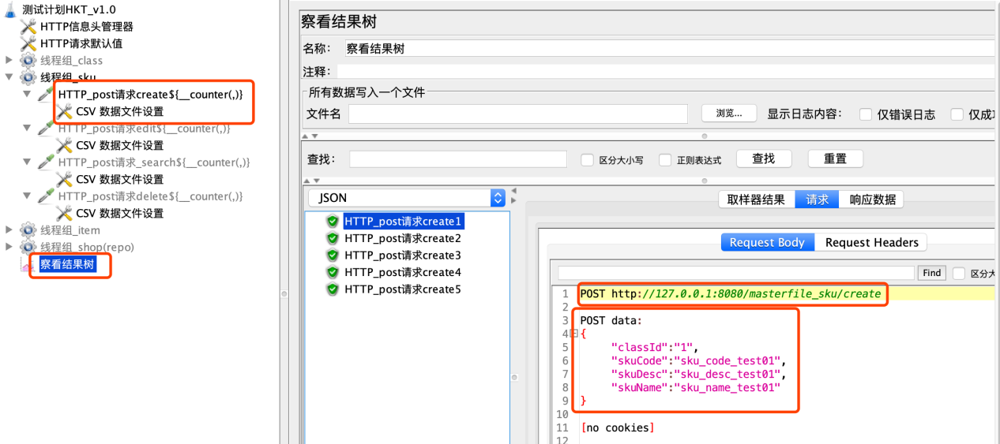 测试计划HKT_v1.0
HTTP信息头管理器
HTTP请求默认值
线程组_class
线程组_sku
HTTP_post请求create${__counter(,)}
CSV 数据文件设置
HTTP_post请求edit${__counter(,)}
CSV 数据文件设置
HTTP_post请求_search${__counter(,)}
CSV 数据文件设置
HTTP_post请求delete${__counter(,)}
CSV 数据文件设置
线程组_item
线程组_shop(repo)
察看结果树
察看结果树
名称： 察看结果树
注释：
所有数据写入一个文件
文件名 浏览... 显示日志内容： 仅错误日志 仅成
查找： 区分大小写 正则表达式 查找 重置
JSON
HTTP_post请求create1
HTTP_post请求create2
HTTP_post请求create3
HTTP_post请求create4
HTTP_post请求create5
取样器结果 请求 响应数据
Request Body Request Headers
Find 区分大
1 POST http://127.0.0.1:8080/masterfile_sku/create
2
3 POST data:
4 {
5 "classId":"1",
6 "skuCode":"sku_code_test01",
7 "skuDesc":"sku_desc_test01",
8 "skuName":"sku_name_test01"
9 }
10
11 [no cookies]
12